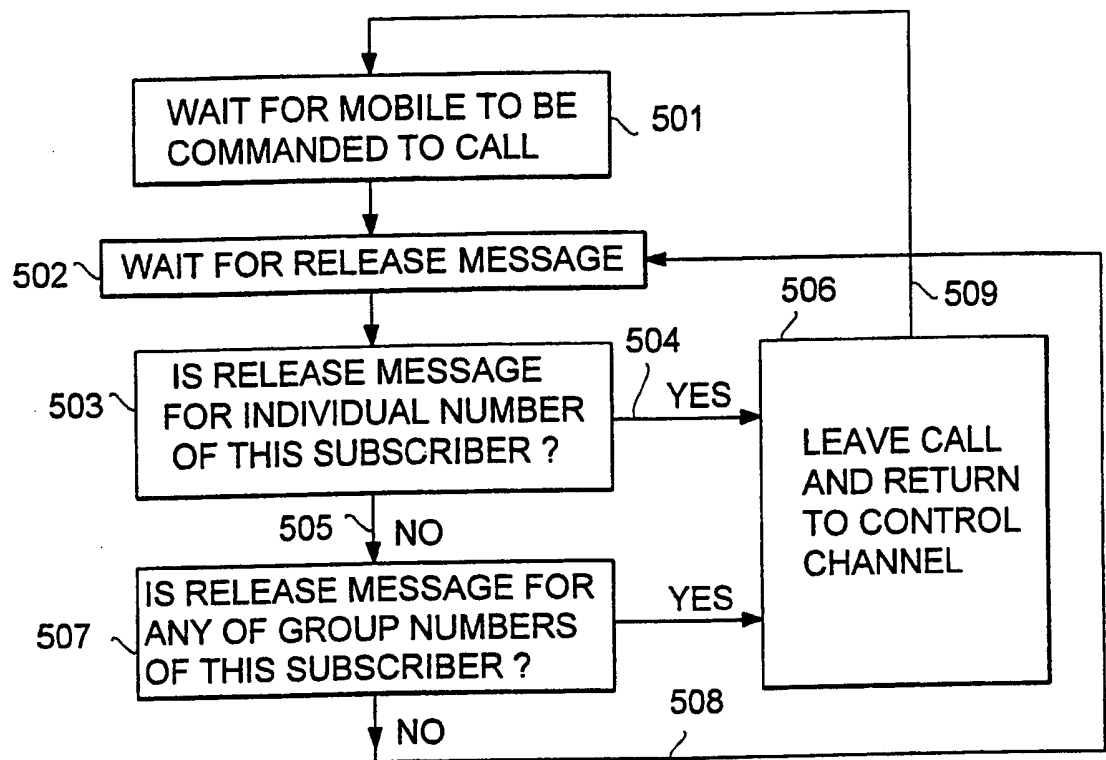 WAIT FOR MOBILE TO BE
COMMANDED TO CALL
501
502
WAIT FOR RELEASE MESSAGE
509
506
503
IS RELEASE MESSAGE
FOR INDIVIDUAL NUMBER
OF THIS SUBSCRIBER ?
504
YES
LEAVE CALL
AND RETURN
TO CONTROL
CHANNEL
505
NO
507
IS RELEASE MESSAGE FOR
ANY OF GROUP NUMBERS
OF THIS SUBSCRIBER ?
YES
NO
508